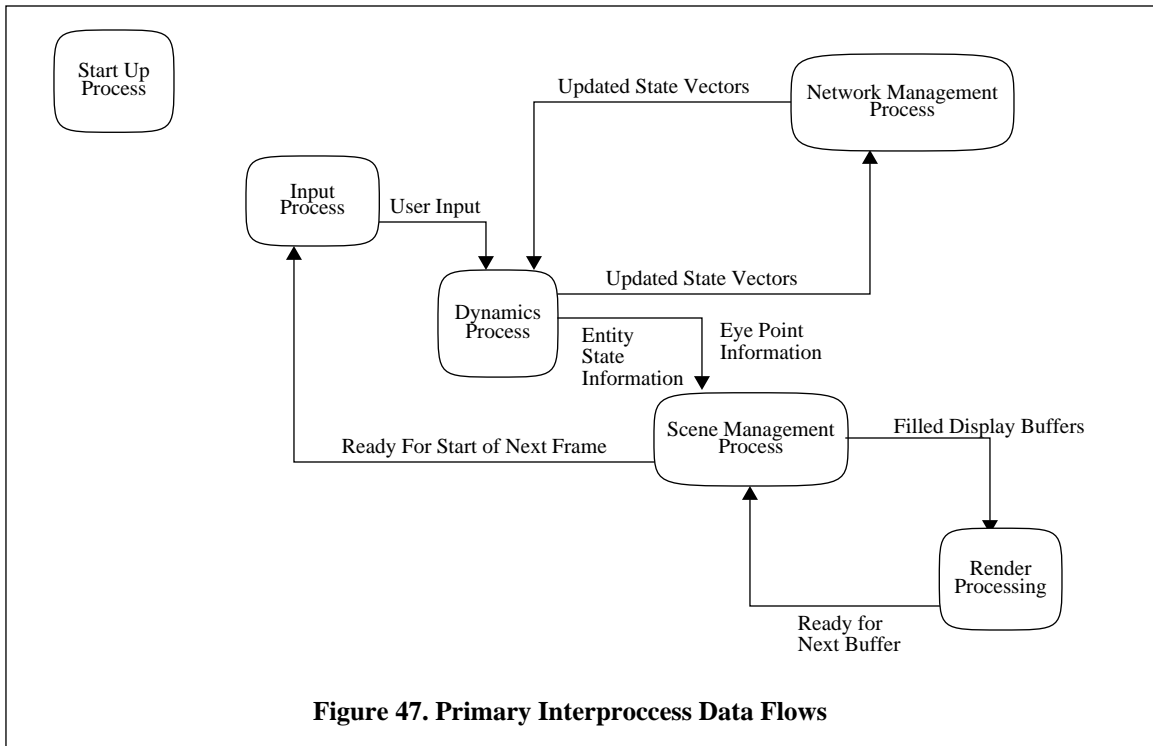 Start Up
Process
Updated State Vectors
Network Management
Process
Input
Process
User Input
Updated State Vectors
Dynamics
Process
Entity
State
Information
Eye Point
Information
Scene Management
Process
Filled Display Buffers
Ready For Start of Next Frame
Render
Processing
Ready for
Next Buffer
Figure 47. Primary Interproccess Data Flows